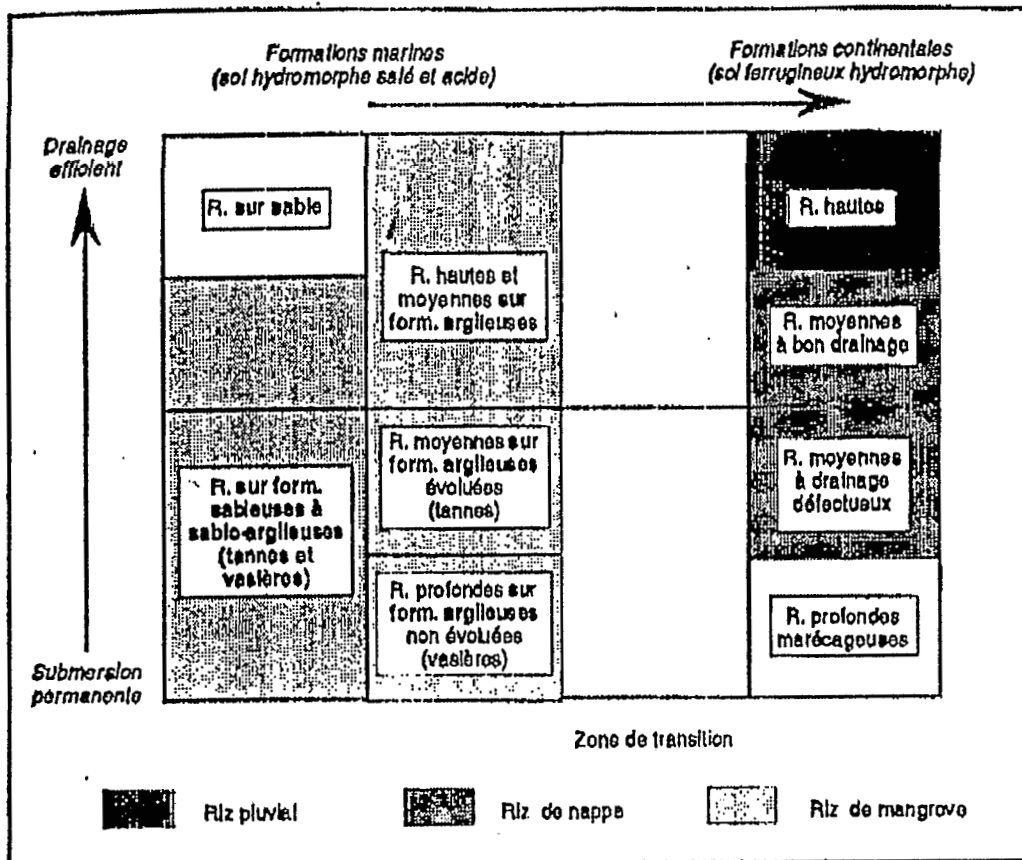 Formations marines
(sol hydromorphe salé et acide)
Formations continentales
(sol ferrugineux hydromorphe)
Drainage
efficient
R. sur sable
R. hautes et
moyennes sur
form. argileuses
R. hautes
R. moyennes
à bon drainage
R. sur form.
sableuses à
sablo-argileuses
(tannes et
vasières)
R. moyennes sur
form. argileuses
évoluées
(tannes)
R. moyennes
à drainage
défectueux
R. profondes sur
form. argileuses
non évoluées
(vasières)
R. profondes
marécageuses
Submersion
permanente
Zone de transition
Riz pluvial
Riz de nappe
Riz de mangrove